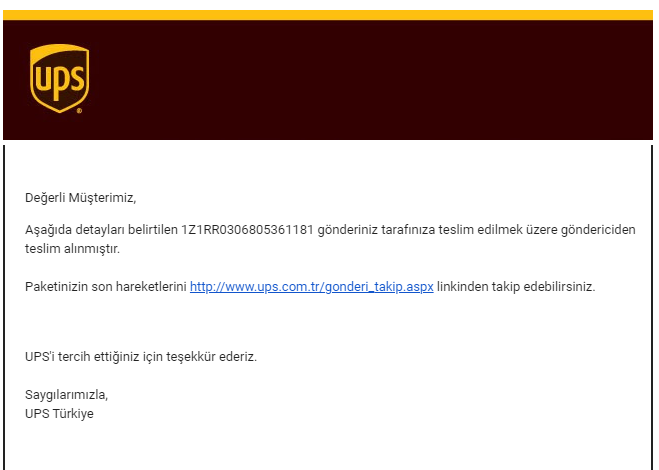 ups
Değerli Müşterimiz,
Aşağıda detayları belirtilen 1Z1RR0306805361181 gönderiniz tarafınıza teslim edilmek üzere göndericiden
teslim alınmıştır.
Paketinizin son hareketlerini http://www.ups.com.tr/gonderi_takip.aspx linkinden takip edebilirsiniz.
UPS'i tercih ettiğiniz için teşekkür ederiz.
Saygılarımızla,
UPS Türkiye